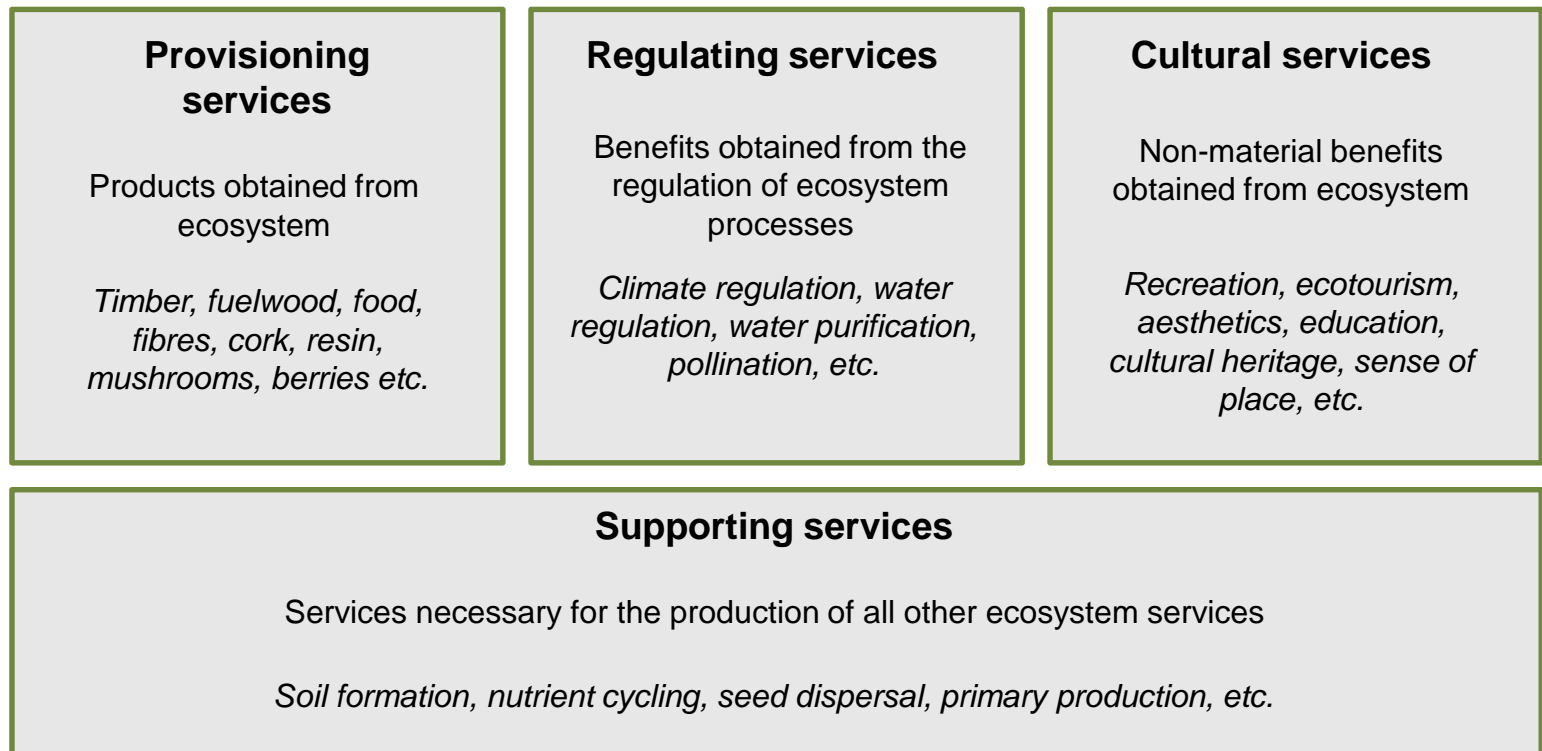 Provisioning
services
Products obtained from
ecosystem
Timber, fuelwood, food,
fibres, cork, resin,
mushrooms, berries etc.
Regulating services
Benefits obtained from the
regulation of ecosystem
processes
Climate regulation, water
regulation, water purification,
pollination, etc.
Cultural services
Non-material benefits
obtained from ecosystem
Recreation, ecotourism,
aesthetics, education,
cultural heritage, sense of
place, etc.
Supporting services
Services necessary for the production of all other ecosystem services
Soil formation, nutrient cycling, seed dispersal, primary production, etc.